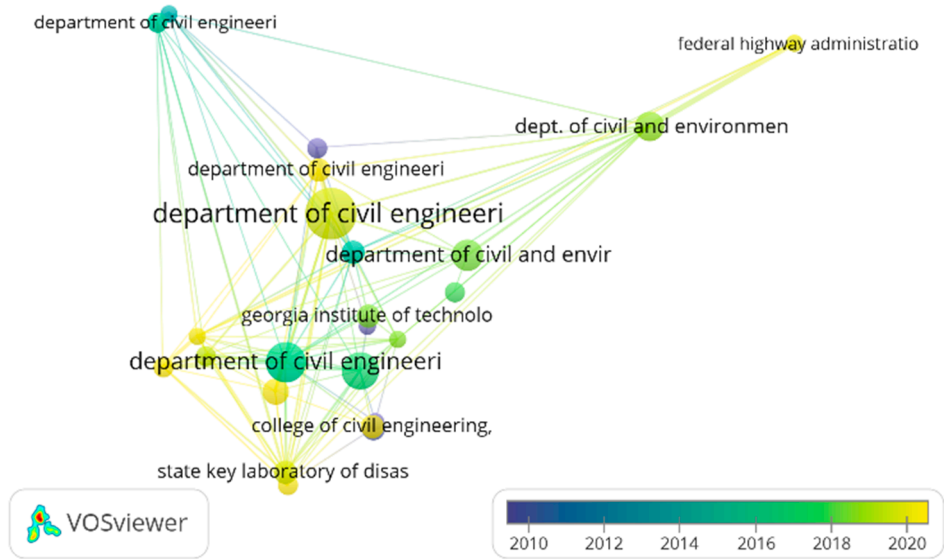 department of civil engineeri
federal highway administratio
dept. of civil and environmen
department of civil engineeri
department of civil engineeri
department of civil and envir
georgia institute of technolo
department of civil engineeri
college of civil engineering,
state key laboratory of disas
VOSviewer
2010 2012 2014 2016 2018 2020